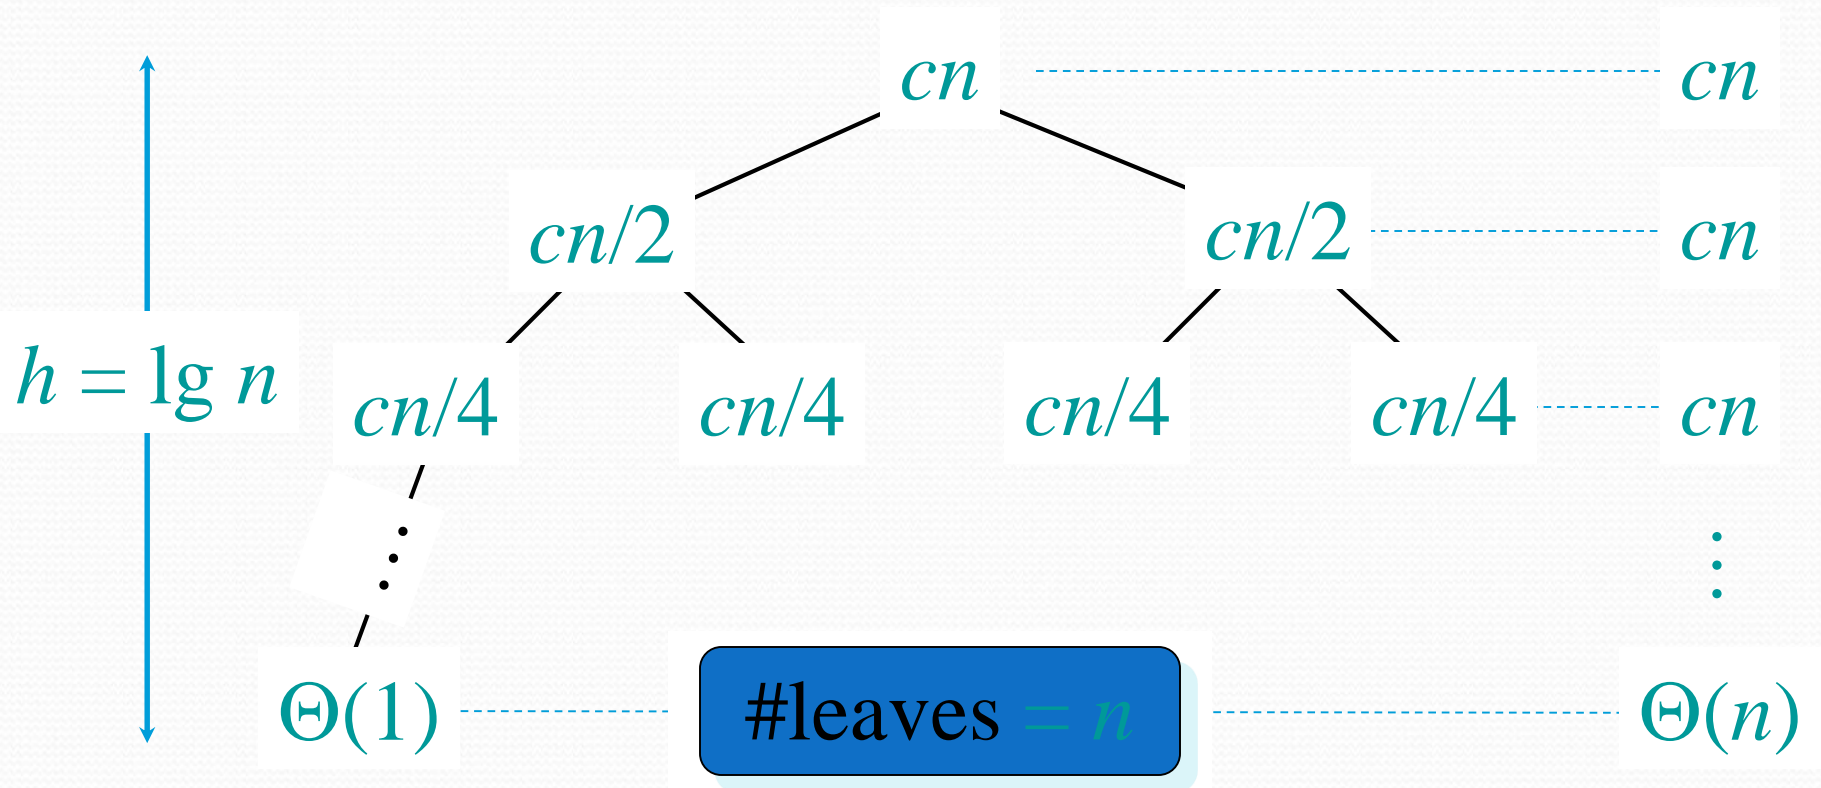 cn cn
cn/2 cn/2 cn
h = lg n cn/4 cn/4 cn/4 cn/4 cn
Θ(1) #leaves = n Θ(n)